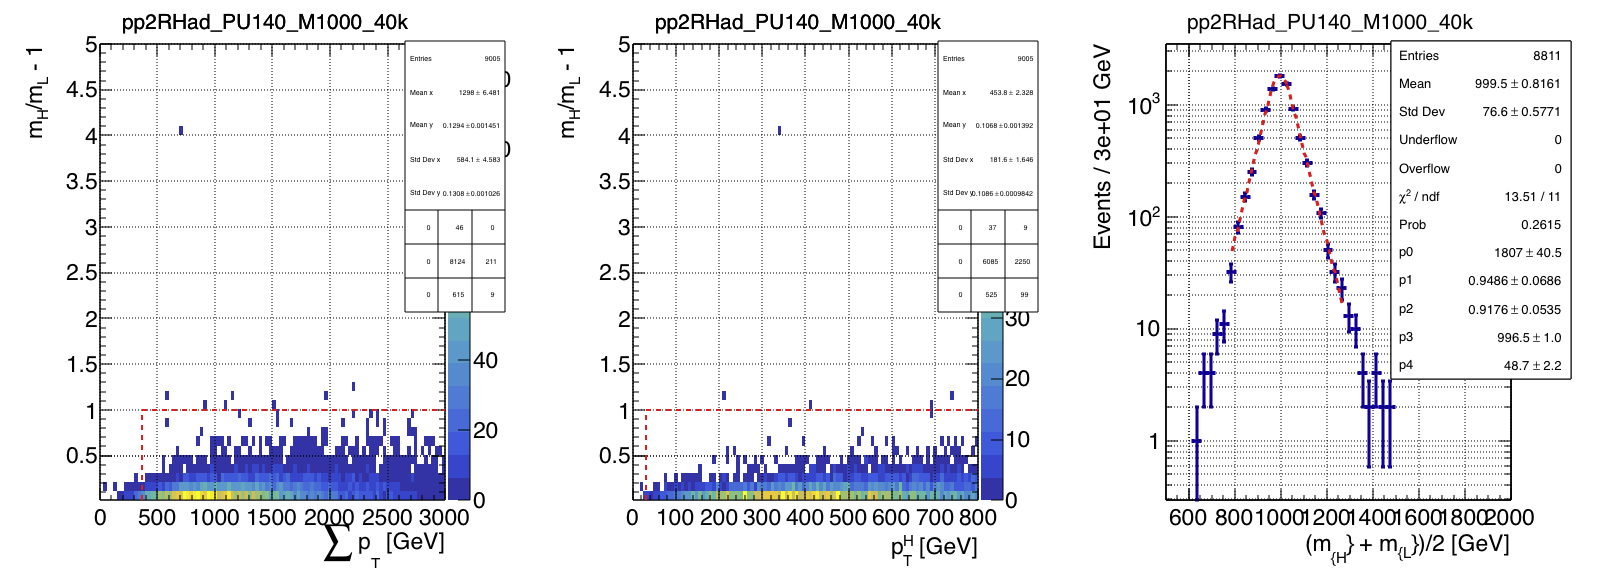 pp2RHad_PU140_M1000_40k
m_H/m_L - 1
5
4.5
4
3.5
3
2.5
2
1.5
1
0.5
0
0 500 1000 1500 2000 2500 3000
∑ p_T [GeV]
Entries 9005
Mean x 1298 ± 6.481
Mean y 0.1294 ± 0.001451
Std Dev x 584.1 ± 4.583
Std Dev y 0.1308 ± 0.001026
0 46 0
0 8124 211
0 615 9
0
0
40
20
0
pp2RHad_PU140_M1000_40k
m_H/m_L - 1
5
4.5
4
3.5
3
2.5
2
1.5
1
0.5
0
0 100 200 300 400 500 600 700 800
p_T^H [GeV]
Entries 9005
Mean x 453.8 ± 2.328
Mean y 0.1068 ± 0.001392
Std Dev x 181.6 ± 1.646
Std Dev y 0.1086 ± 0.0009842
0 37 9
0 6085 2250
0 525 99
30
20
10
0
pp2RHad_PU140_M1000_40k
Events / 3e+01 GeV
10^3
10^2
10
1
600 800 1000 1200 1400 1600 1800 2000
(m_{H} + m_{L})/2 [GeV]
Entries 8811
Mean 999.5 ± 0.8161
Std Dev 76.6 ± 0.5771
Underflow 0
Overflow 0
χ² / ndf 13.51 / 11
Prob 0.2615
p0 1807 ± 40.5
p1 0.9486 ± 0.0686
p2 0.9176 ± 0.0535
p3 996.5 ± 1.0
p4 48.7 ± 2.2